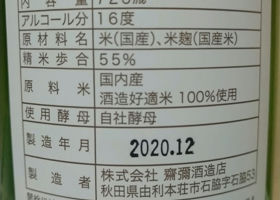 内容量 720㎖
アルコール分 16度
原材料名 米(国産)、米麹(国産米)
精米歩合 55%
原料米 国内産
酒造好適米 100%使用
使用酵母 自社酵母
製造年月 2020.12
製造者 株式会社 齋彌酒造店
秋田県由利本荘市石脇字石脇53